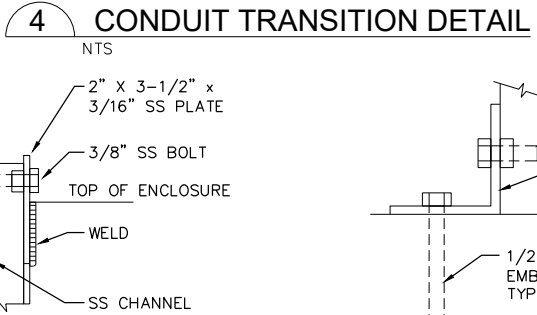 4 CONDUIT TRANSITION DETAIL
NTS
2" X 3-1/2" x
3/16" SS PLATE
3/8" SS BOLT
TOP OF ENCLOSURE
WELD
SS CHANNEL
1/2
EMB
TYP